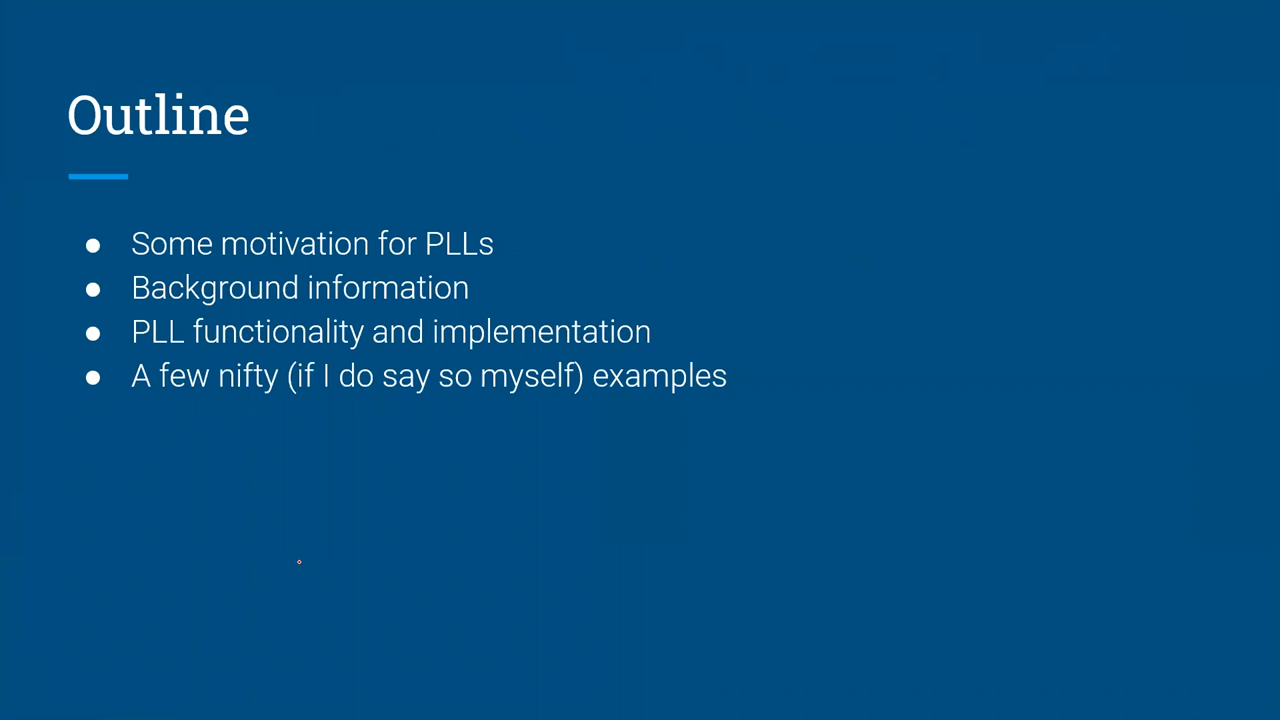 Outline
● Some motivation for PLLs
● Background information
● PLL functionality and implementation
● A few nifty (if I do say so myself) examples